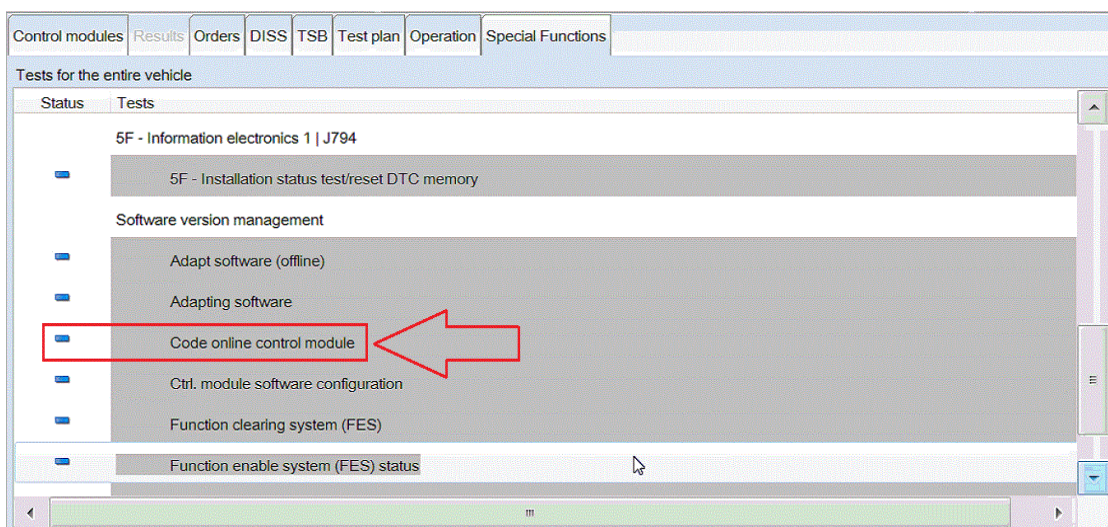 Control modules Results Orders DISS TSB Test plan Operation Special Functions
Tests for the entire vehicle
Status Tests
5F - Information electronics 1 | J794
5F - Installation status test/reset DTC memory
Software version management
Adapt software (offline)
Adapting software
Code online control module
Ctrl. module software configuration
Function clearing system (FES)
Function enable system (FES) status